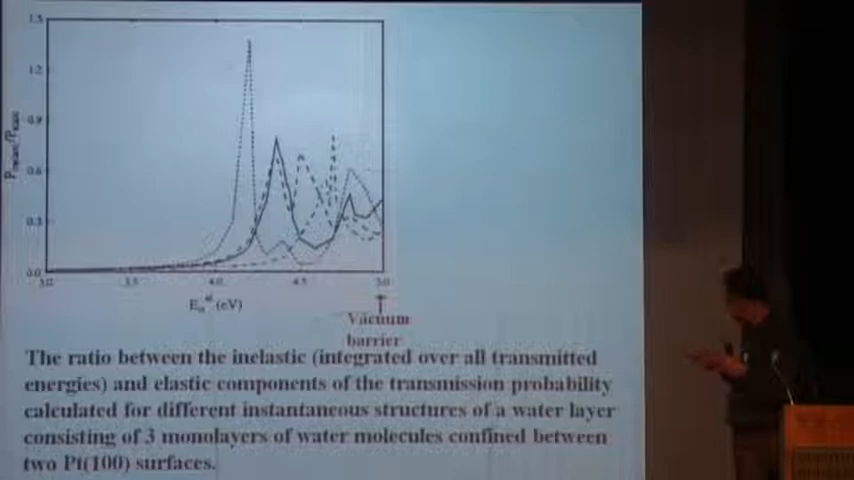 1.5
1.2
0.9
0.6
0.3
0.0
3.0 3.5 4.0 4.5 5.0
(eV)
Vacuum
barrier
The ratio between the inelastic (integrated over all transmitted
energies) and elastic components of the transmission probability
calculated for different instantaneous structures of a water layer
consisting of 3 monolayers of water molecules confined between
two Pt(100) surfaces.